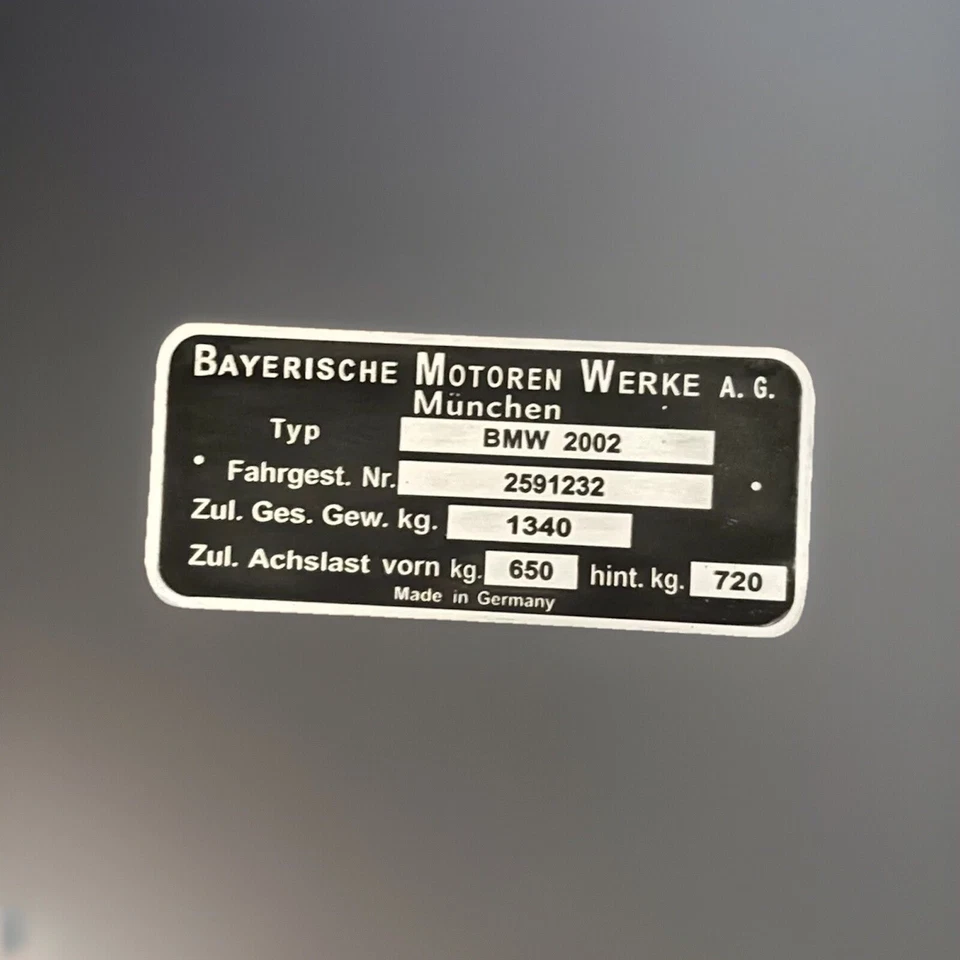 BAYERISCHE MOTOREN WERKE A. G.
München
Typ BMW 2002
Fahrgest. Nr. 2591232
Zul. Ges. Gew. kg. 1340
Zul. Achslast vorn kg. 650 hint. kg. 720
Made in Germany